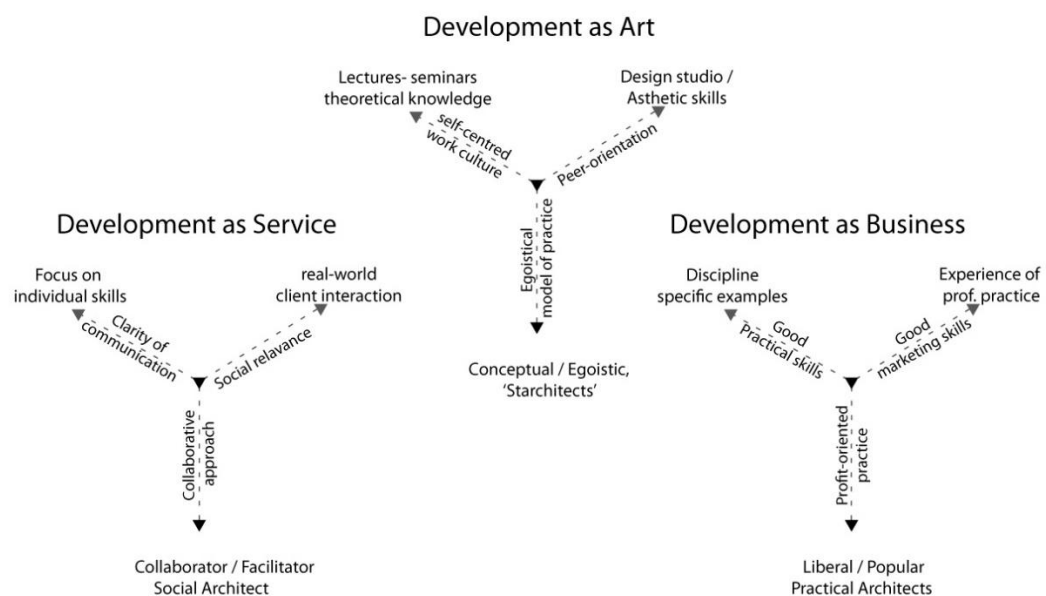 Development as Art
Lectures- seminars
theoretical knowledge
Design studio /
Asthetic skills
self-centred
work culture
Peer-orientation
Egoistical
model of practice
Conceptual / Egoistic,
'Starchitects'
Development as Service
Focus on
individual skills
real-world
client interaction
Clarity of
communication
Social relavance
Collaborative
approach
Collaborator / Facilitator
Social Architect
Development as Business
Discipline
specific examples
Experience of
prof. practice
Good
Practical skills
Good
marketing skills
Profit-oriented
practice
Liberal / Popular
Practical Architects